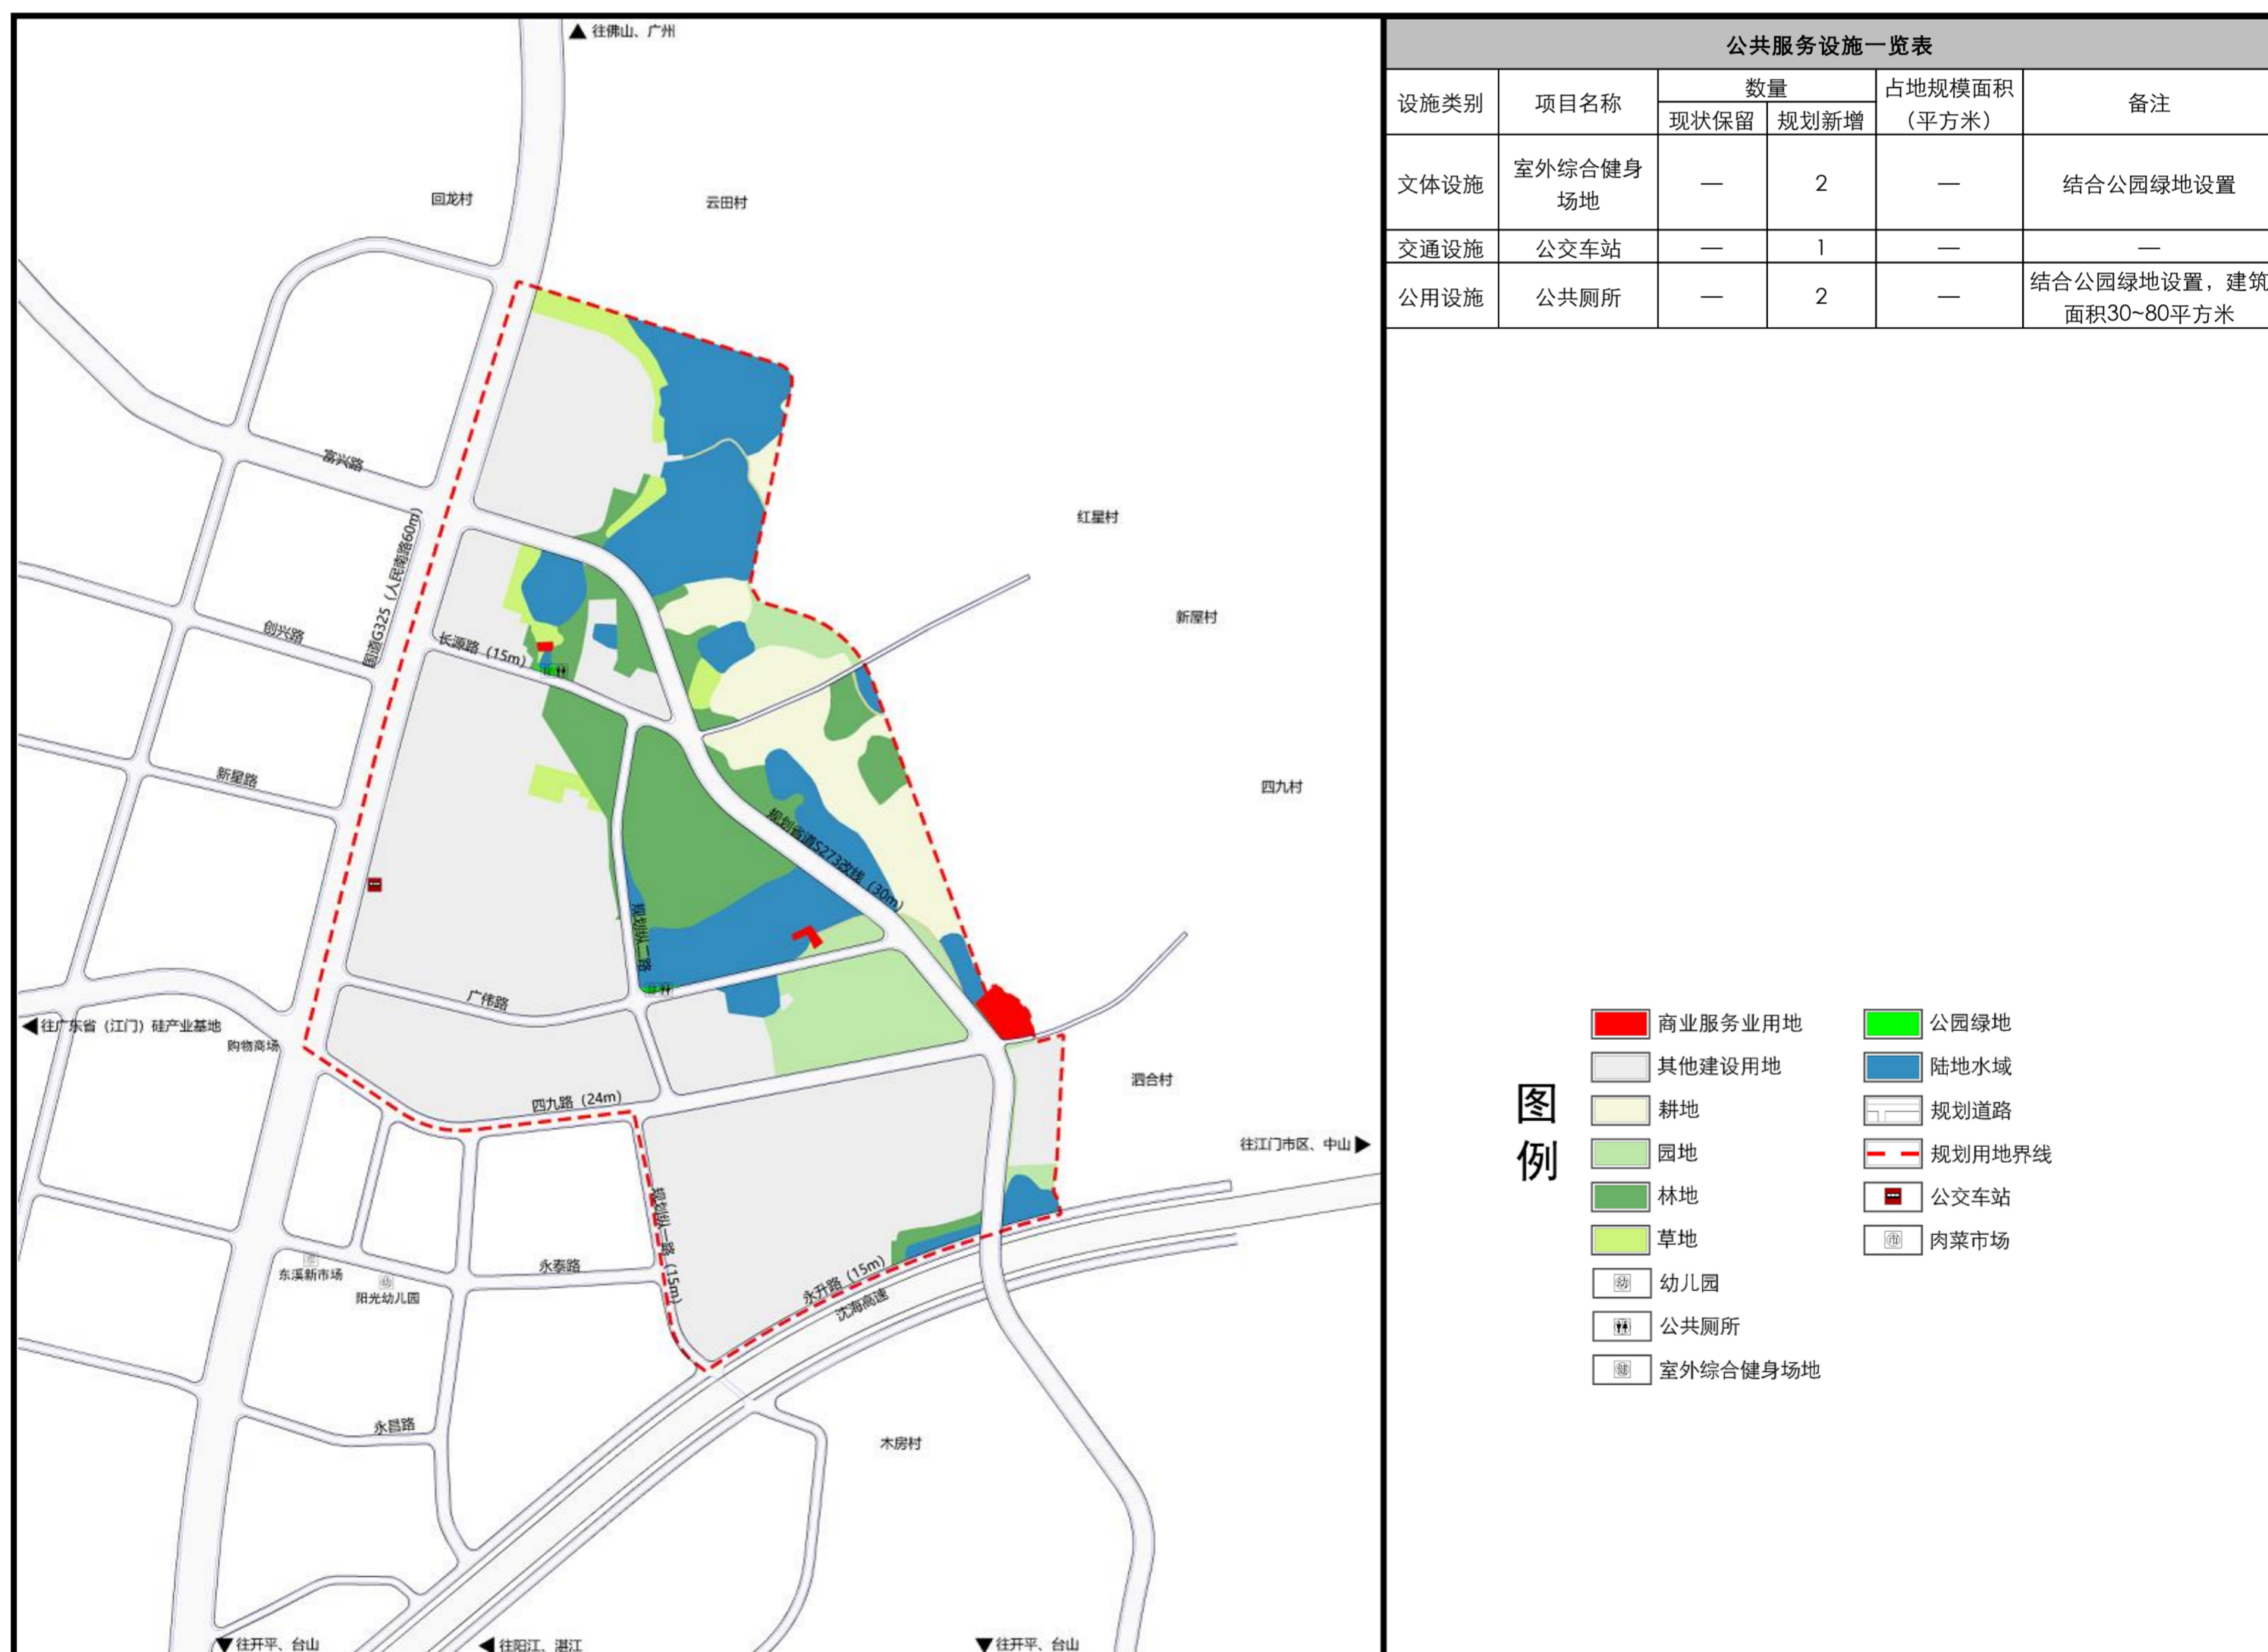 往佛山、广州
回龙村
云田村
富兴路
红星村
国道G325（人民南路60m）
创兴路
长源路（15m）
新屋村
新星路
四九村
规划省道S273改线（30m）
规划纵二路
广伟路
往广东省（江门）硅产业基地
购物商场
四九路（24m）
泗合村
往江门市区、中山
规划纵一路（15m）
永泰路
东溪新市场
阳光幼儿园
永升路（15m）
沈海高速
永昌路
木房村
往开平、台山
往阳江、湛江
往开平、台山
公共服务设施一览表
设施类别 项目名称 数量 占地规模面积（平方米） 备注
现状保留 规划新增
文体设施 室外综合健身场地 — 2 — 结合公园绿地设置
交通设施 公交车站 — 1 — —
公用设施 公共厕所 — 2 — 结合公园绿地设置，建筑面积30~80平方米
图例
商业服务业用地
其他建设用地
耕地
园地
林地
草地
幼 幼儿园
公共厕所
健 室外综合健身场地
公园绿地
陆地水域
规划道路
规划用地界线
公交车站
市 肉菜市场